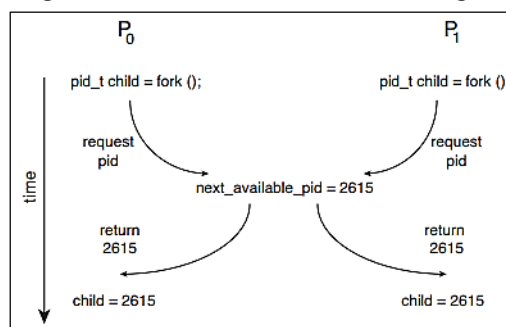 P0 P1
pid_t child = fork (); pid_t child = fork ()
request pid request pid
time
next_available_pid = 2615
return 2615 return 2615
child = 2615 child = 2615